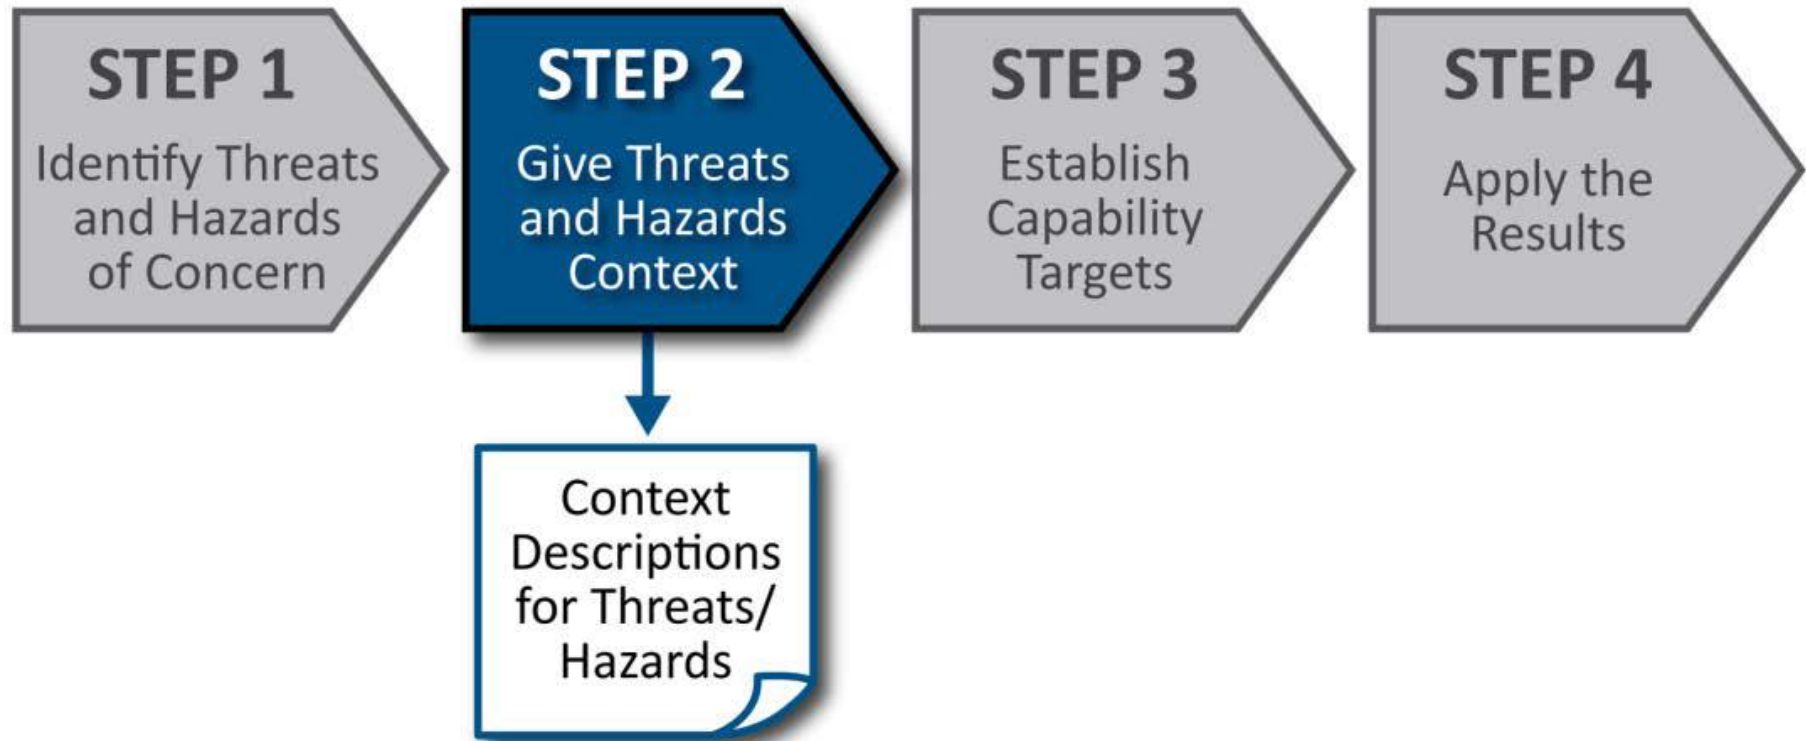 STEP 1
Identify Threats
and Hazards
of Concern
STEP 2
Give Threats
and Hazards
Context
STEP 3
Establish
Capability
Targets
STEP 4
Apply the
Results
Context
Descriptions
for Threats/
Hazards